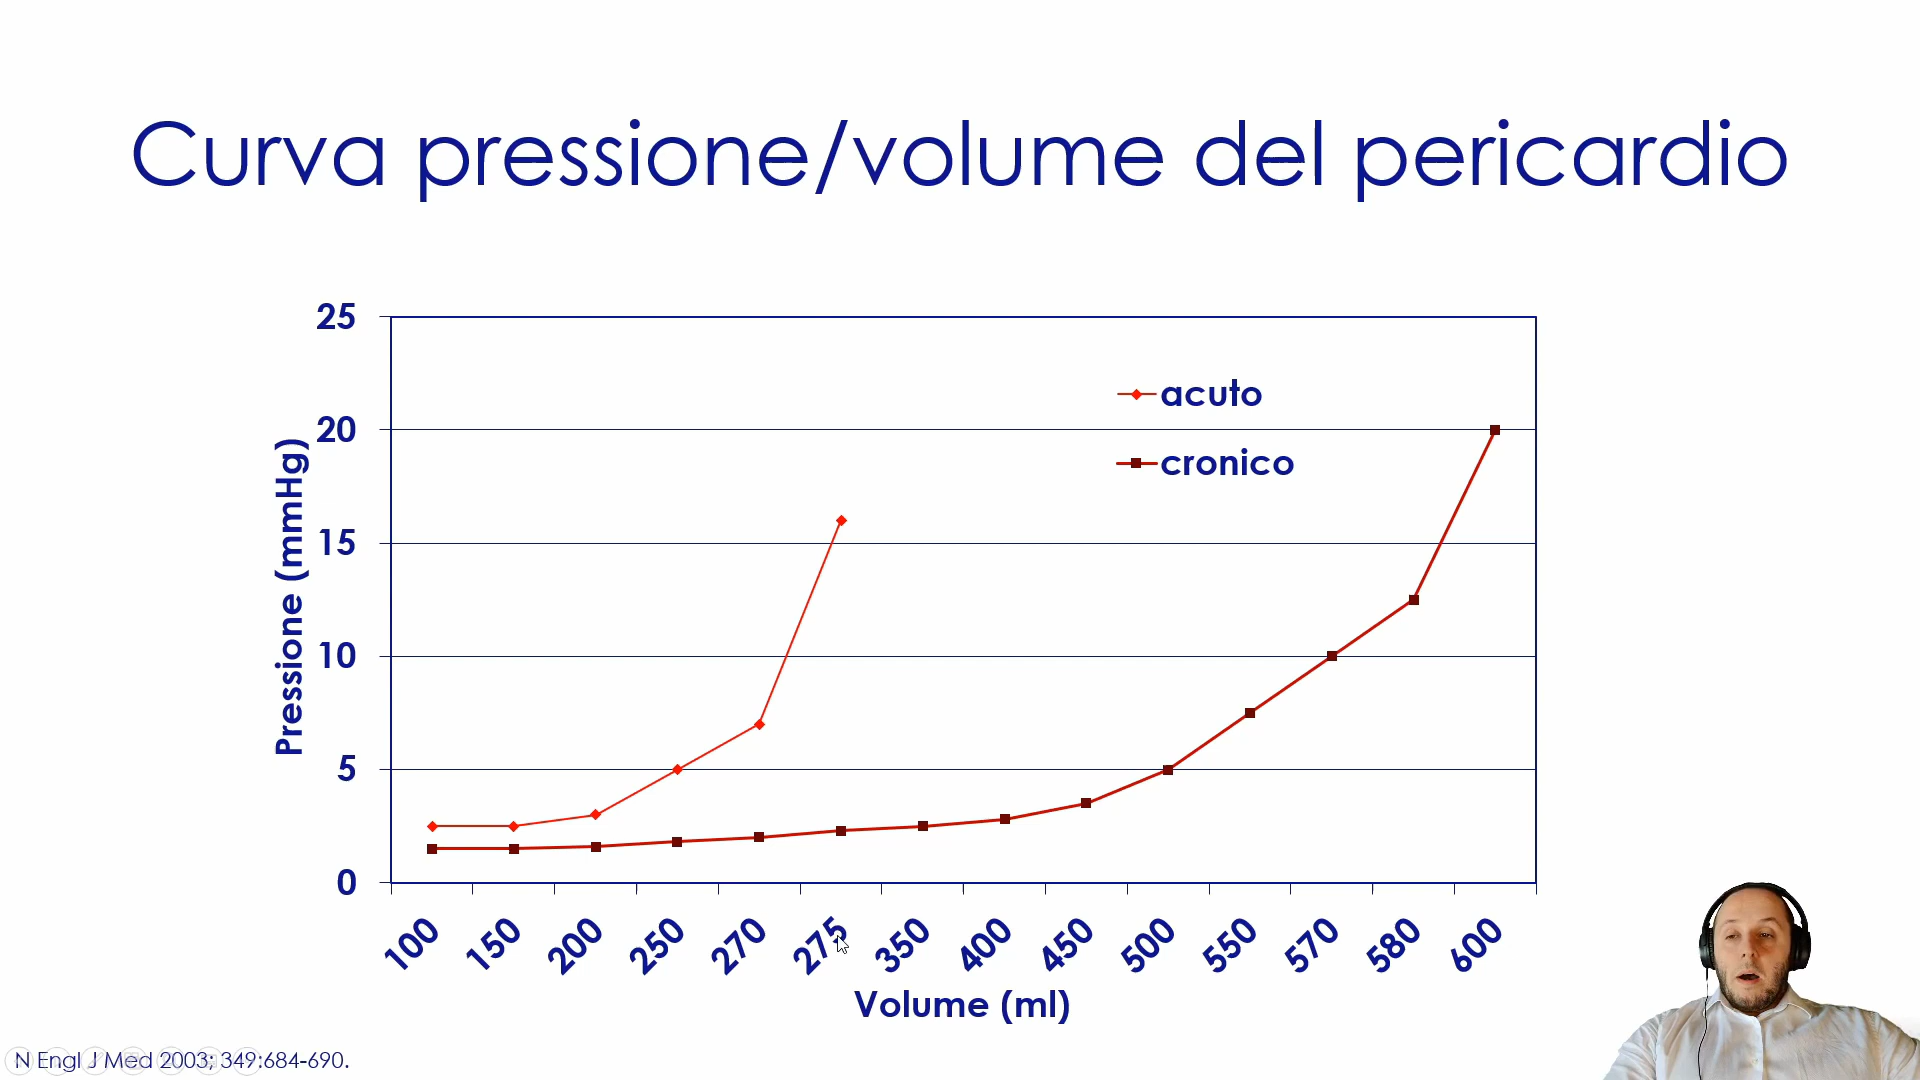 Curva pressione/volume del pericardio
25
20
15
10
5
0
Pressione (mmHg)
acuto
cronico
100 150 200 250 270 275 350 400 450 500 550 570 580 600
Volume (ml)
N Engl J Med 2003; 349:684-690.